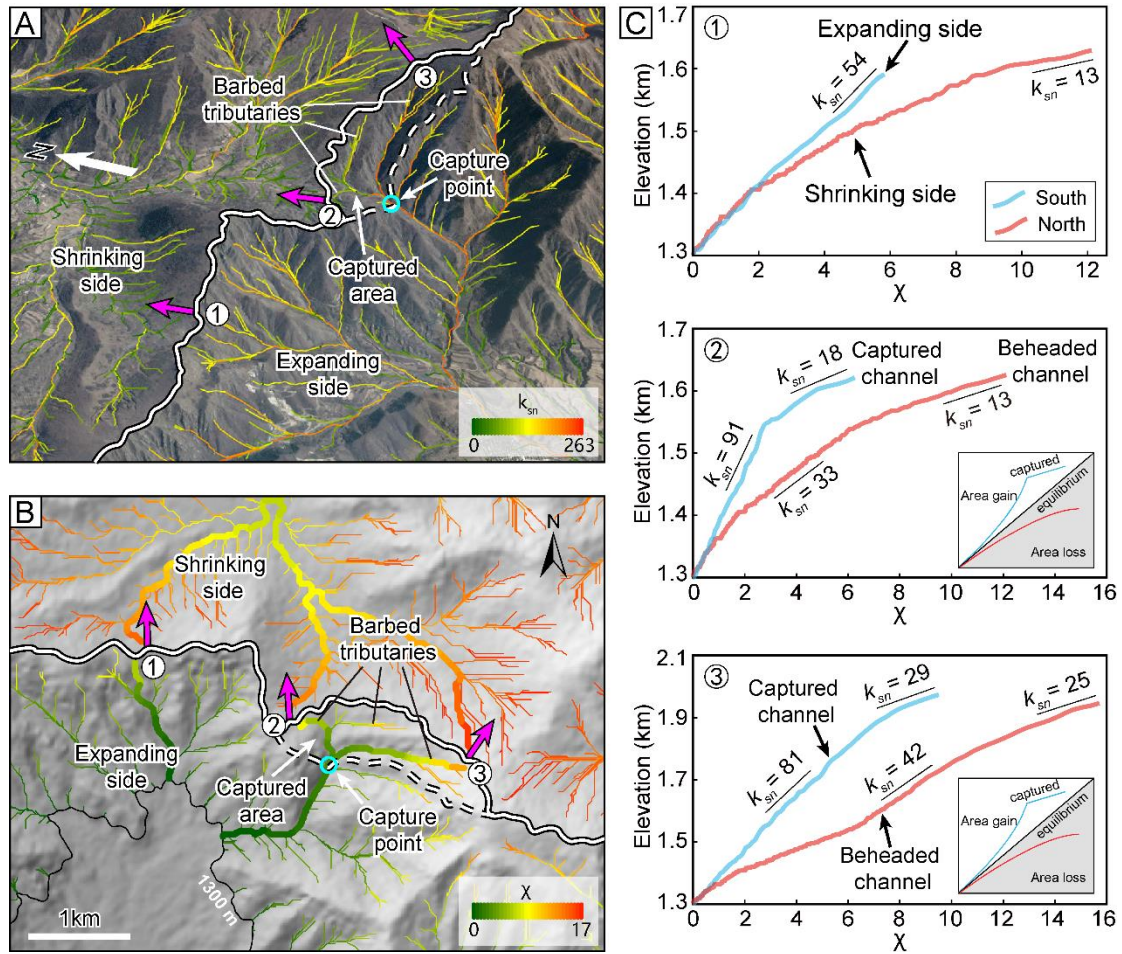 A
Barbed
tributaries
3
N
Capture
point
2
Captured
area
Shrinking
side
1
Expanding
side
ksn
0 263
B
N
Shrinking
side
Barbed
tributaries
1
2
3
Expanding
side
Captured
area
Capture
point
1300 m
1km
χ
0 17
C
1
Expanding
side
ksn = 54
ksn = 13
Shrinking
side
South
North
Elevation (km)
1.7
1.6
1.5
1.4
1.3
0 2 4 6 8 10 12
χ
2
ksn = 18
Captured
channel
Beheaded
channel
ksn = 91
ksn = 33
ksn = 13
captured
Area gain
equilibrium
Area loss
Elevation (km)
1.7
1.6
1.5
1.4
1.3
0 2 4 6 8 10 12 14 16
χ
3
Captured
channel
ksn = 29
ksn = 25
ksn = 81
ksn = 42
Beheaded
channel
captured
Area gain
equilibrium
Area loss
Elevation (km)
2.1
1.9
1.7
1.5
1.3
0 2 4 6 8 10 12 14 16
χ